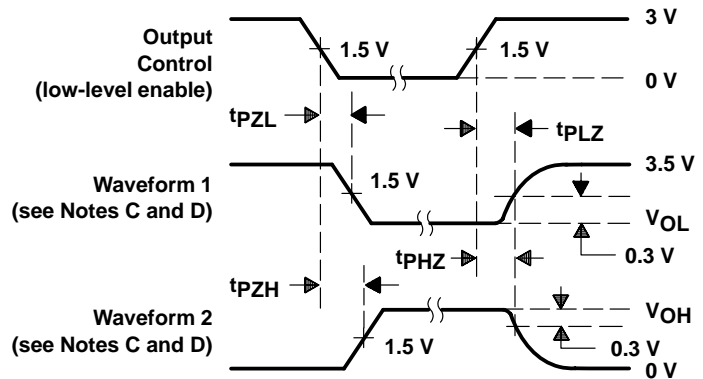 3 V
Output
Control
(low-level enable)
1.5 V
1.5 V
0 V
tPZL
tPLZ
3.5 V
Waveform 1
(see Notes C and D)
1.5 V
VOL
0.3 V
tPHZ
tPZH
VOH
Waveform 2
(see Notes C and D)
1.5 V
0.3 V
0 V